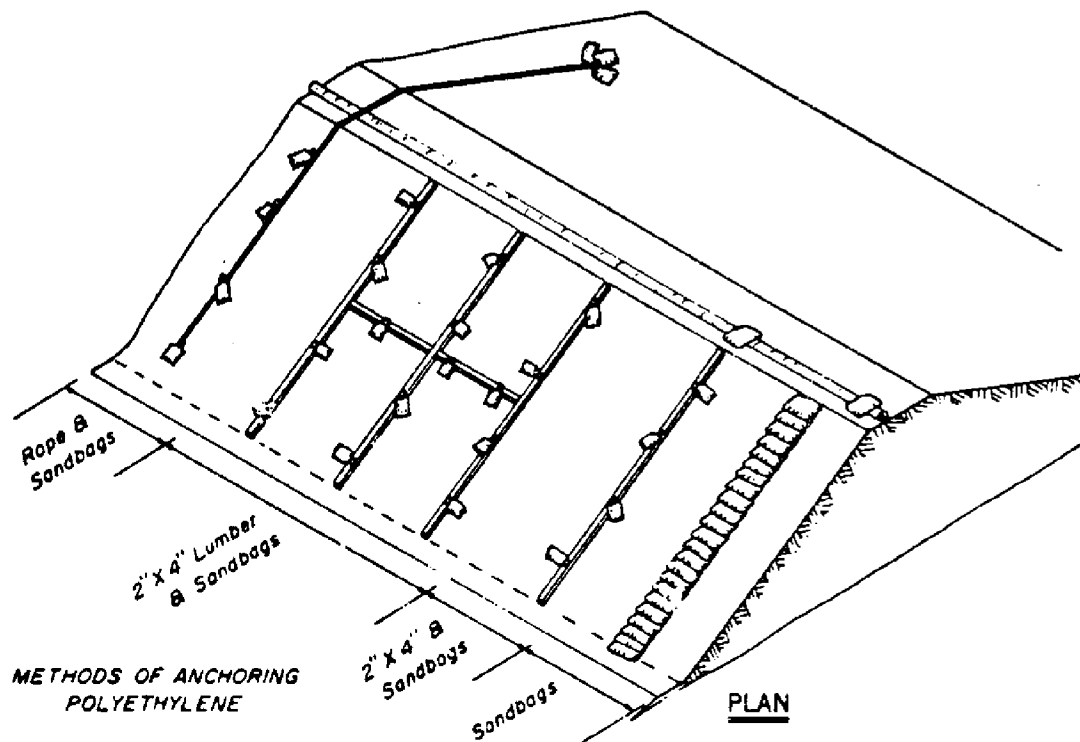 Rope &
Sandbags
2" X 4" Lumber
& Sandbags
2" X 4" &
Sandbags
Sandbags
METHODS OF ANCHORING
POLYETHYLENE
PLAN